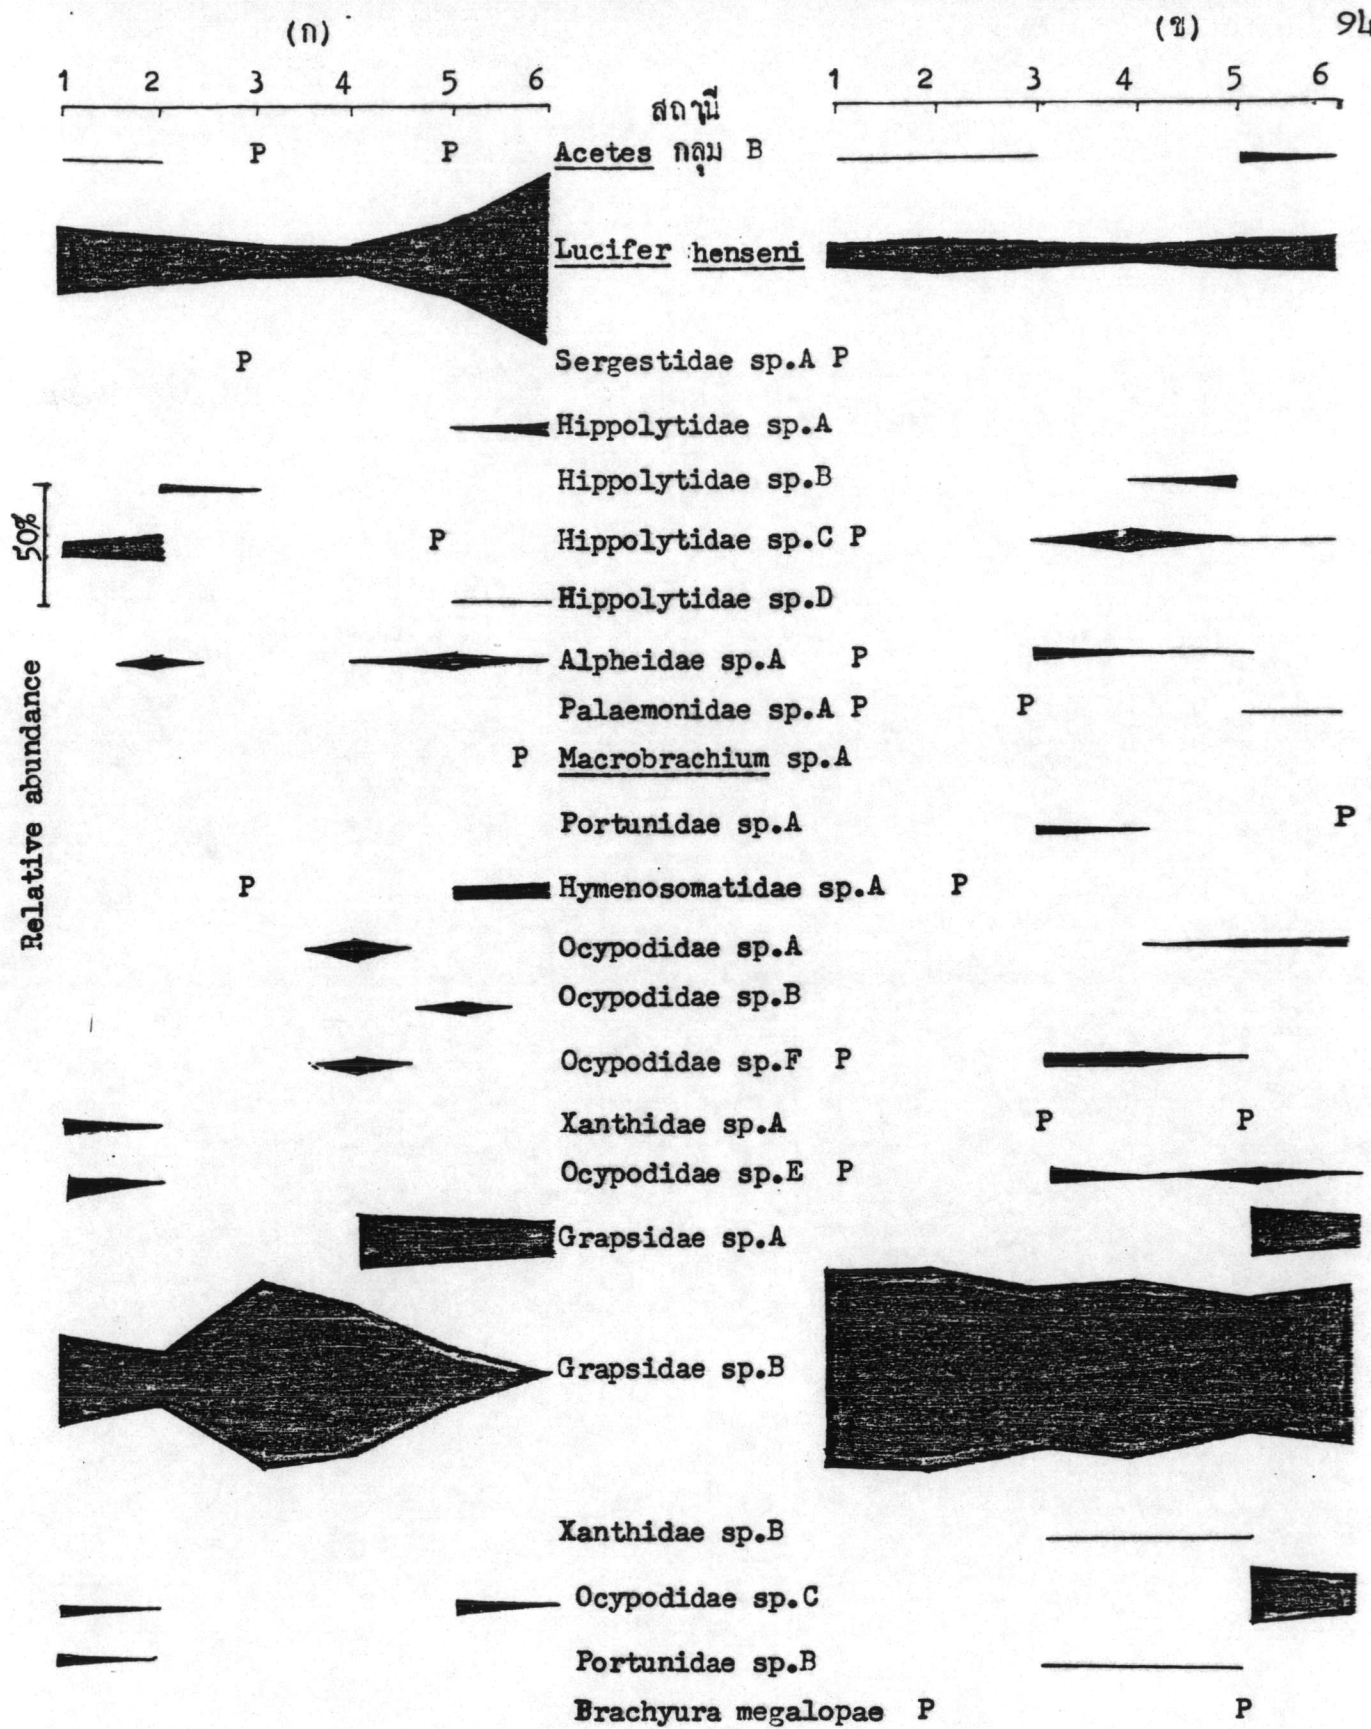 (ก) (ข) 94
1 2 3 4 5 6 1 2 3 4 5 6
สถานี
P P Acetes กลุ่ม B
Lucifer henseni
P Sergestidae sp.A P
Hippolytidae sp.A
Hippolytidae sp.B
50%
P Hippolytidae sp.C P
Hippolytidae sp.D
Alpheidae sp.A P
Palaemonidae sp.A P P
P Macrobrachium sp.A
Relative abundance
Portunidae sp.A P
P Hymenosomatidae sp.A P
Ocypodidae sp.A
Ocypodidae sp.B
Ocypodidae sp.F P
Xanthidae sp.A P P
Ocypodidae sp.E P
Grapsidae sp.A
Grapsidae sp.B
Xanthidae sp.B
Ocypodidae sp.C
Portunidae sp.B
Brachyura megalopae P P